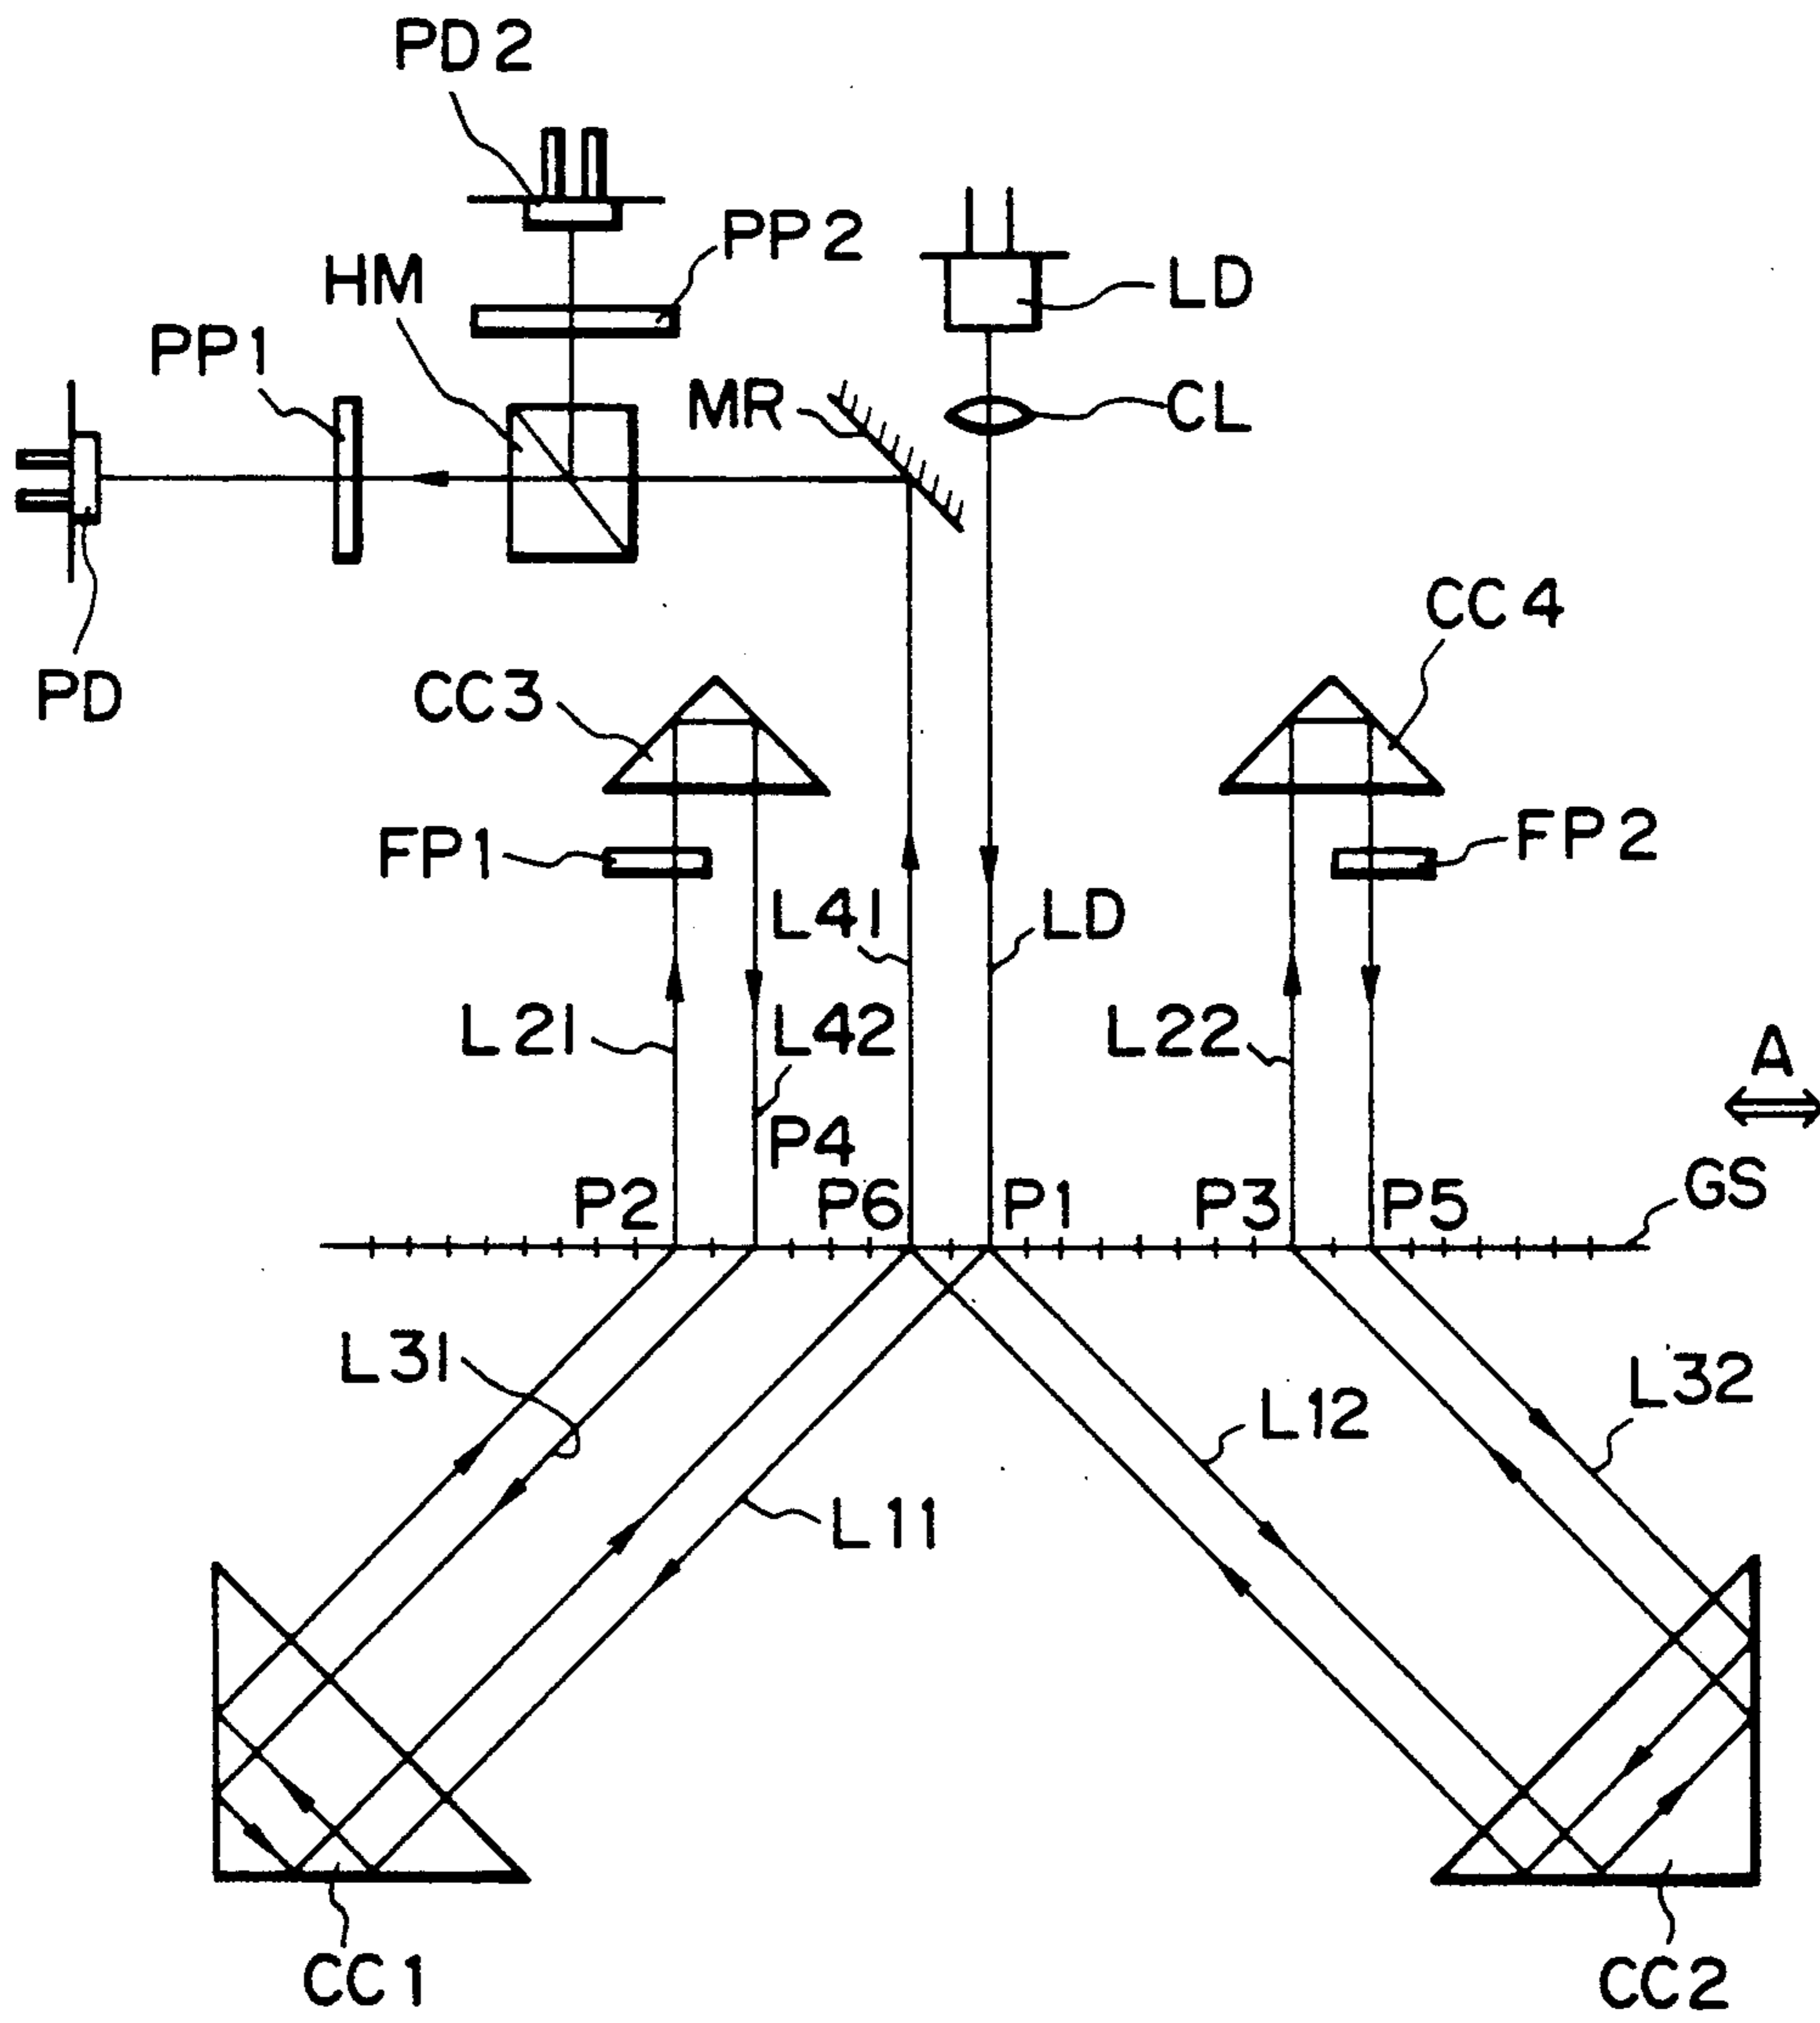 PD2
PP2
HM
LD
PP1
MR
CL
CC4
PD
CC3
FP1
FP2
L41
LD
L21
L42
L22
A
P4
P2
P6
P1
P3
P5
GS
L31
L32
L12
L11
CC1
CC2